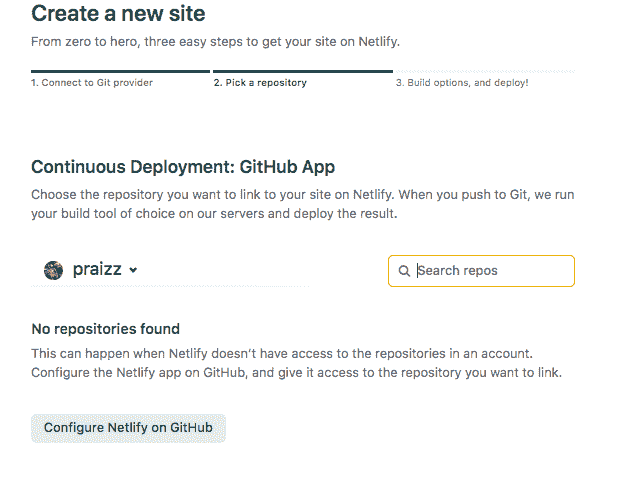 Create a new site
From zero to hero, three easy steps to get your site on Netlify.
1. Connect to Git provider
2. Pick a repository
3. Build options, and deploy!
Continuous Deployment: GitHub App
Choose the repository you want to link to your site on Netlify. When you push to Git, we run
your build tool of choice on our servers and deploy the result.
praizz
Search repos
No repositories found
This can happen when Netlify doesn't have access to the repositories in an account.
Configure the Netlify app on GitHub, and give it access to the repository you want to link.
Configure Netlify on GitHub